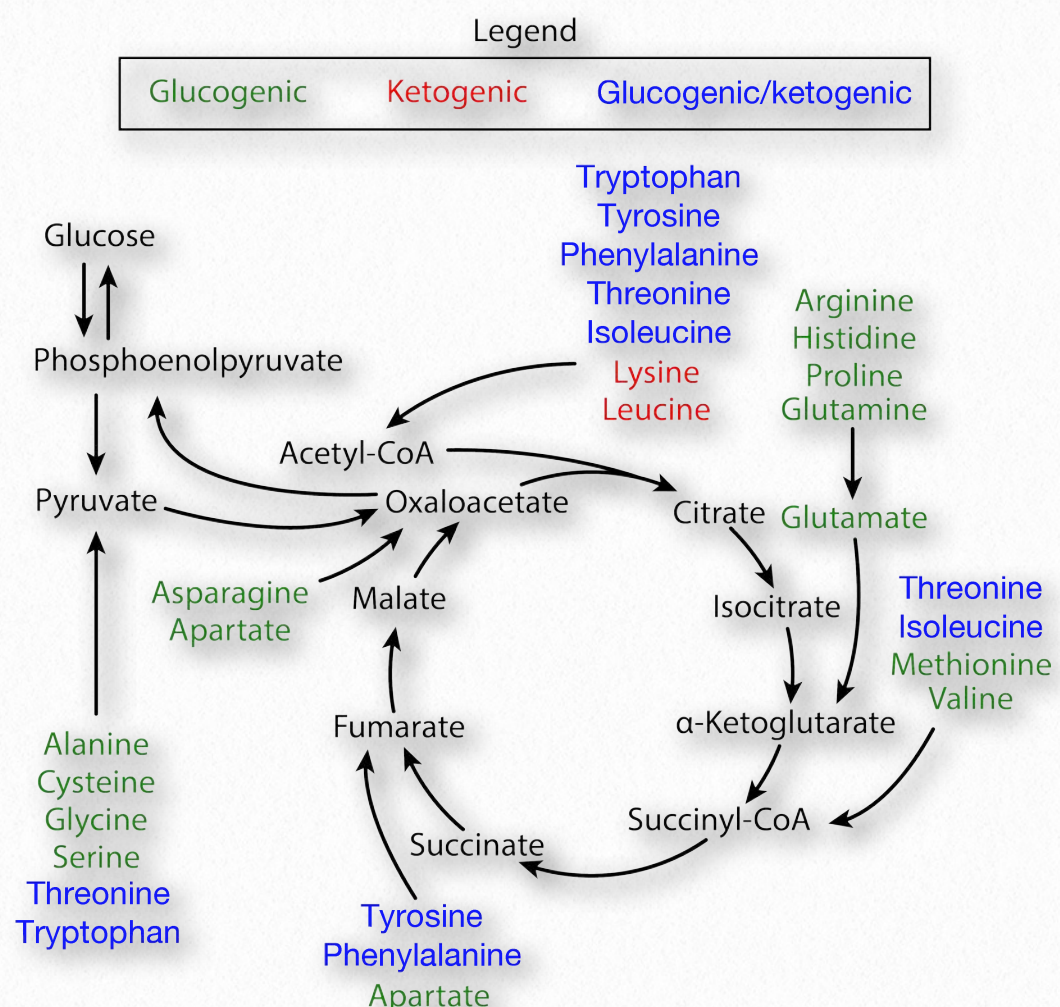 Legend
Glucogenic Ketogenic Glucogenic/ketogenic
Tryptophan
Tyrosine
Phenylalanine
Threonine
Isoleucine
Lysine
Leucine
Glucose
Phosphoenolpyruvate
Arginine
Histidine
Proline
Glutamine
Acetyl-CoA
Pyruvate
Oxaloacetate
Citrate
Glutamate
Asparagine
Apartate
Malate
Isocitrate
Threonine
Isoleucine
Methionine
Valine
Fumarate
α-Ketoglutarate
Alanine
Cysteine
Glycine
Serine
Threonine
Tryptophan
Succinate
Succinyl-CoA
Tyrosine
Phenylalanine
Apartate